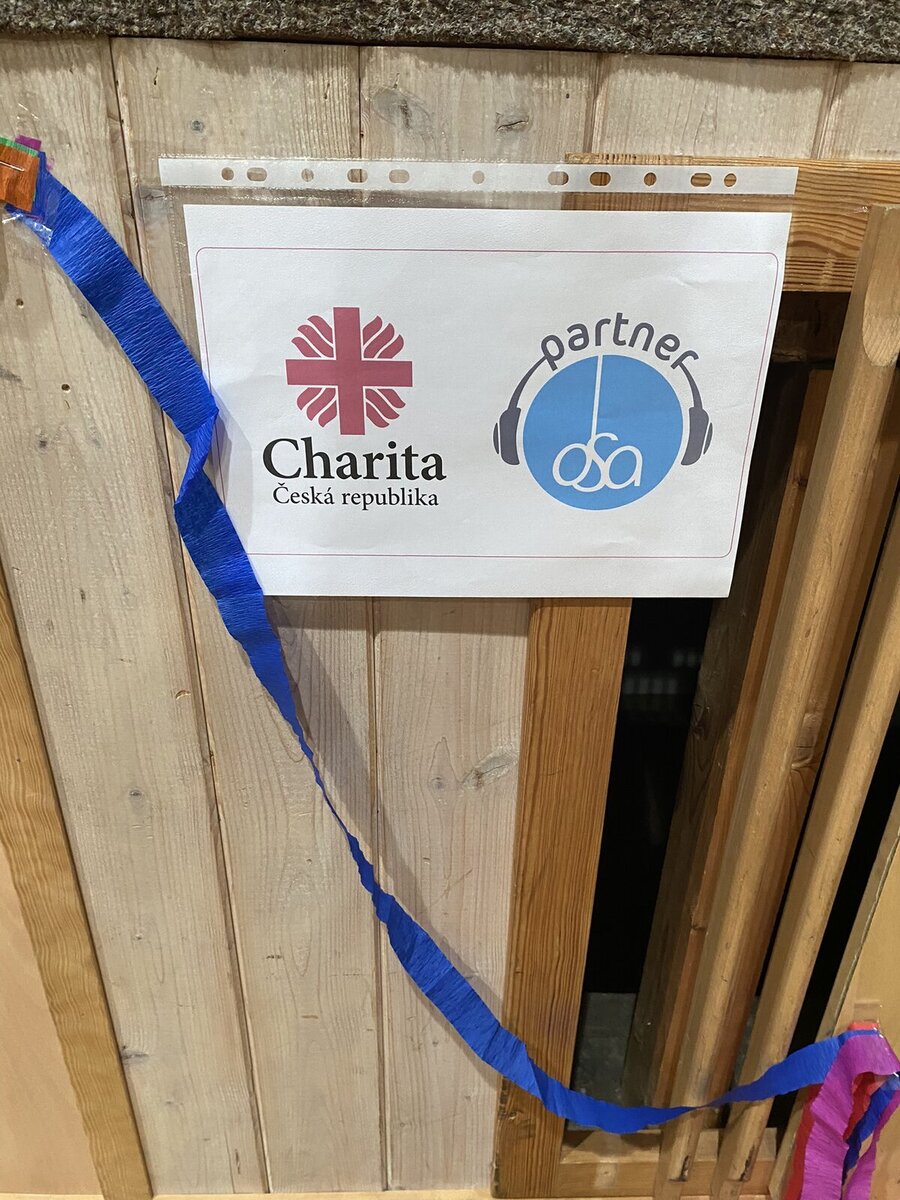 Charita
Česká republika
partner
osa